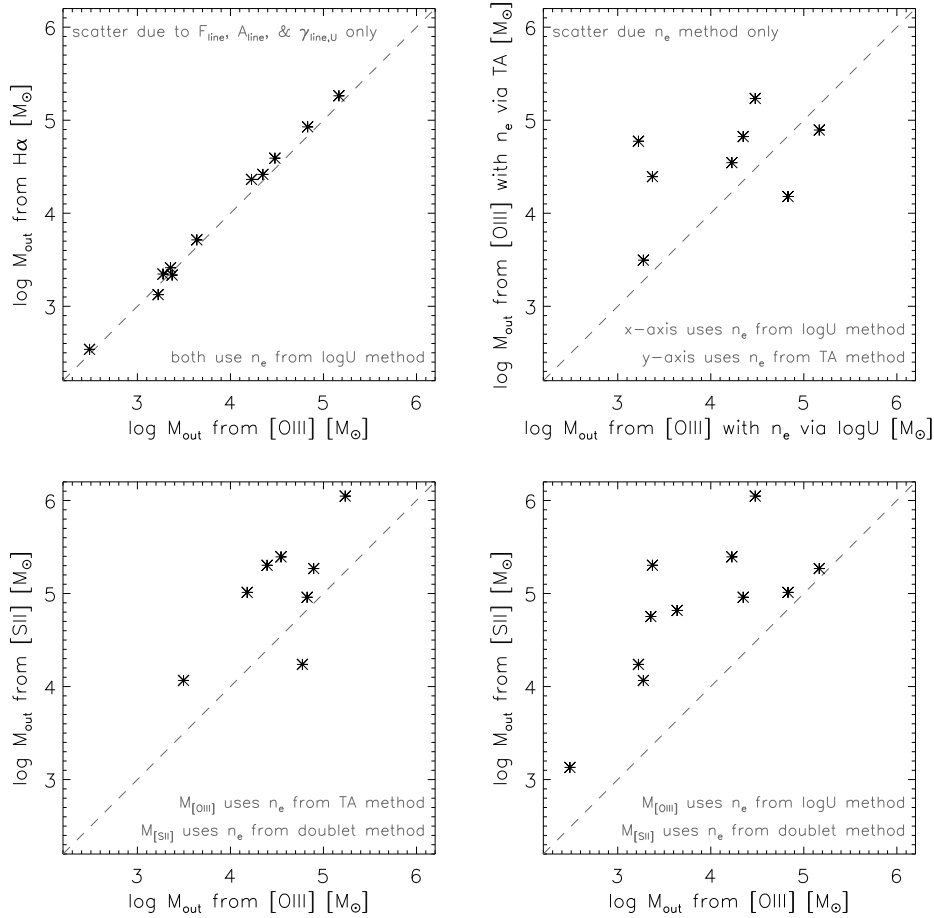 scatter due to F_line, A_line, & γ_line,U only
both use n_e from logU method
log M_out from Hα [M_⊙]
6
5
4
3
3 4 5 6
log M_out from [OIII] [M_⊙]
scatter due n_e method only
x-axis uses n_e from logU method
y-axis uses n_e from TA method
log M_out from [OIII] with n_e via TA [M_⊙]
6
5
4
3
3 4 5 6
log M_out from [OIII] with n_e via logU [M_⊙]
M_[OIII] uses n_e from TA method
M_[SII] uses n_e from doublet method
log M_out from [SII] [M_⊙]
6
5
4
3
3 4 5 6
log M_out from [OIII] [M_⊙]
M_[OIII] uses n_e from logU method
M_[SII] uses n_e from doublet method
log M_out from [SII] [M_⊙]
6
5
4
3
3 4 5 6
log M_out from [OIII] [M_⊙]